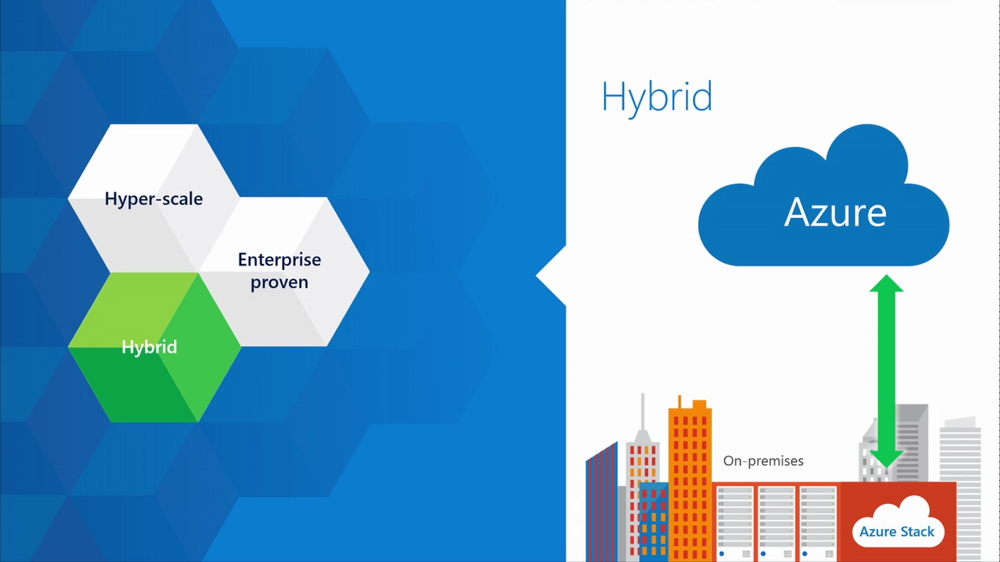 Hyper-scale
Enterprise
proven
Hybrid
Hybrid
Azure
On-premises
Azure Stack